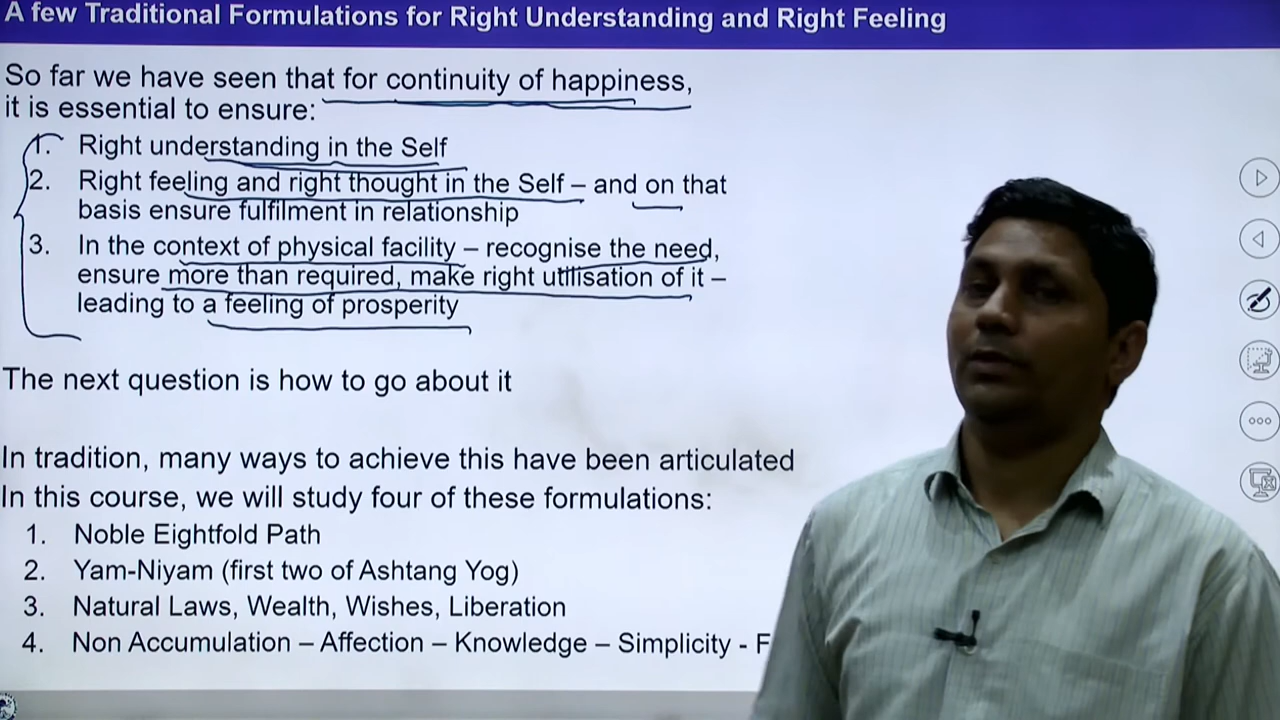 A few Traditional Formulations for Right Understanding and Right Feeling
So far we have seen that for continuity of happiness,
it is essential to ensure:
1. Right understanding in the Self
2. Right feeling and right thought in the Self – and on that
basis ensure fulfilment in relationship
3. In the context of physical facility – recognise the need,
ensure more than required, make right utilisation of it –
leading to a feeling of prosperity
The next question is how to go about it
In tradition, many ways to achieve this have been articulated
In this course, we will study four of these formulations:
1. Noble Eightfold Path
2. Yam-Niyam (first two of Ashtang Yog)
3. Natural Laws, Wealth, Wishes, Liberation
4. Non Accumulation – Affection – Knowledge – Simplicity - F